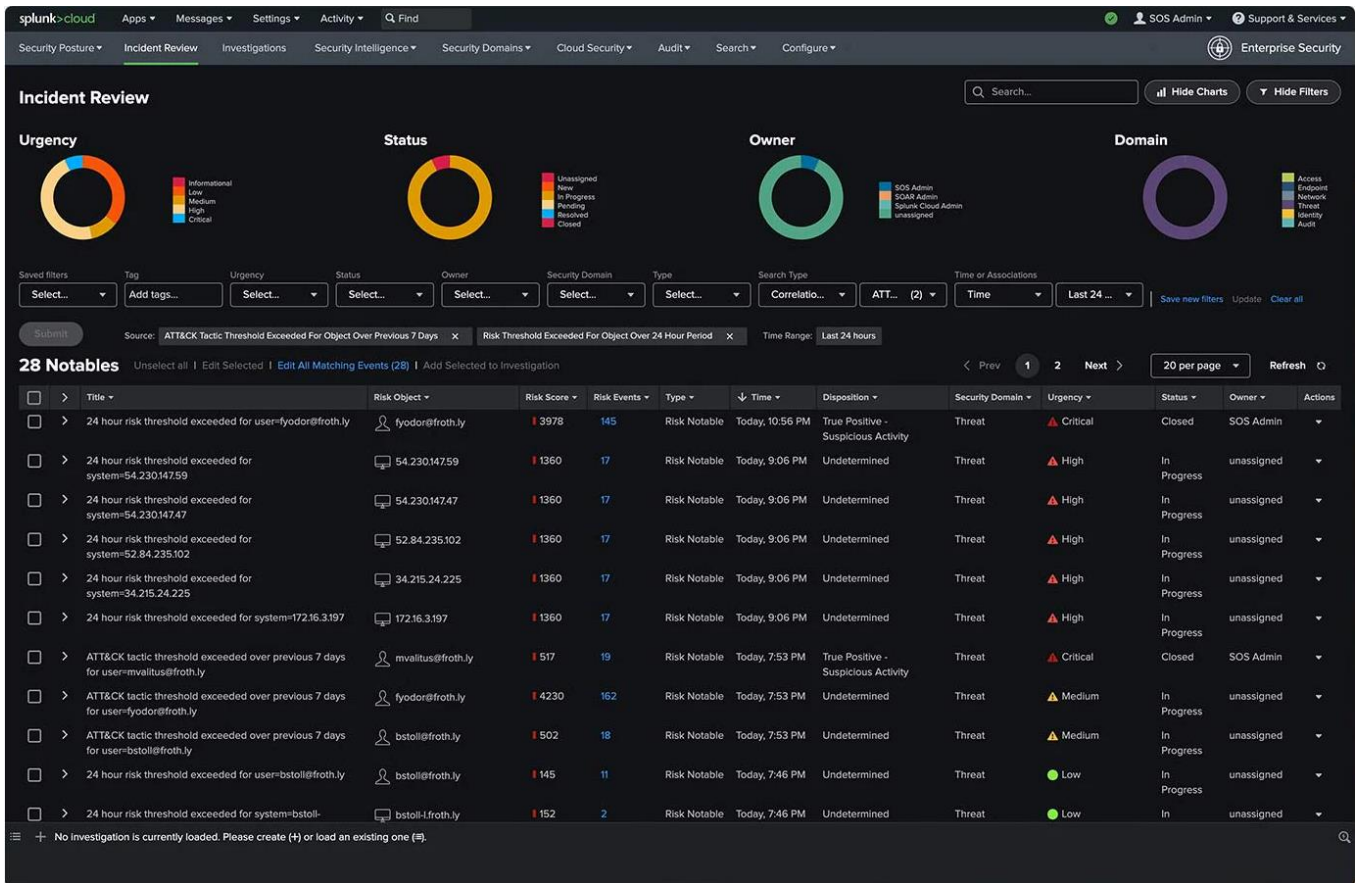 splunk>cloud Apps Messages Settings Activity Find SOS Admin Support & Services
Security Posture Incident Review Investigations Security Intelligence Security Domains Cloud Security Audit Search Configure Enterprise Security
Incident Review Search... Hide Charts Hide Filters
Urgency Status Owner Domain
Informational
Low
Medium
High
Critical
Unassigned
New
In Progress
Pending
Resolved
Closed
SOS Admin
SOAR Admin
Splunk Cloud Admin
unassigned
Access
Endpoint
Network
Threat
Identity
Audit
Saved filters Tag Urgency Status Owner Security Domain Type Search Type Time or Associations
Select... Add tags... Select... Select... Select... Select... Select... Correlatio... ATT... (2) Time Last 24 ... Save new filters Update Clear all
Submit Source: ATT&CK Tactic Threshold Exceeded For Object Over Previous 7 Days X Risk Threshold Exceeded For Object Over 24 Hour Period X Time Range: Last 24 hours
28 Notables Unselect all | Edit Selected | Edit All Matching Events (28) | Add Selected to Investigation < Prev 1 2 Next > 20 per page Refresh
Title Risk Object Risk Score Risk Events Type Time Disposition Security Domain Urgency Status Owner Actions
24 hour risk threshold exceeded for user=fyodor@froth.ly fyodor@froth.ly 3978 145 Risk Notable Today, 10:56 PM True Positive - Threat Critical Closed SOS Admin
Suspicious Activity
24 hour risk threshold exceeded for 54.230.147.59 1360 17 Risk Notable Today, 9:06 PM Undetermined Threat High In unassigned
system=54.230.147.59 Progress
24 hour risk threshold exceeded for 54.230.147.47 1360 17 Risk Notable Today, 9:06 PM Undetermined Threat High In unassigned
system=54.230.147.47 Progress
24 hour risk threshold exceeded for 52.84.235.102 1360 17 Risk Notable Today, 9:06 PM Undetermined Threat High In unassigned
system=52.84.235.102 Progress
24 hour risk threshold exceeded for 34.215.24.225 1360 17 Risk Notable Today, 9:06 PM Undetermined Threat High In unassigned
system=34.215.24.225 Progress
24 hour risk threshold exceeded for system=172.16.3.197 172.16.3.197 1360 17 Risk Notable Today, 9:06 PM Undetermined Threat High In unassigned
Progress
ATT&CK tactic threshold exceeded over previous 7 days mvalitus@froth.ly 517 19 Risk Notable Today, 7:53 PM True Positive - Threat Critical Closed SOS Admin
for user=mvalitus@froth.ly Suspicious Activity
ATT&CK tactic threshold exceeded over previous 7 days fyodor@froth.ly 4230 162 Risk Notable Today, 7:53 PM Undetermined Threat Medium In unassigned
for user=fyodor@froth.ly Progress
ATT&CK tactic threshold exceeded over previous 7 days bstoll@froth.ly 502 18 Risk Notable Today, 7:53 PM Undetermined Threat Medium In unassigned
for user=bstoll@froth.ly Progress
24 hour risk threshold exceeded for user=bstoll@froth.ly bstoll@froth.ly 145 11 Risk Notable Today, 7:46 PM Undetermined Threat Low In unassigned
Progress
24 hour risk threshold exceeded for system=bstoll- bstoll-l.froth.ly 152 2 Risk Notable Today, 7:46 PM Undetermined Threat Low In unassigned
No investigation is currently loaded. Please create (+) or load an existing one (≡).